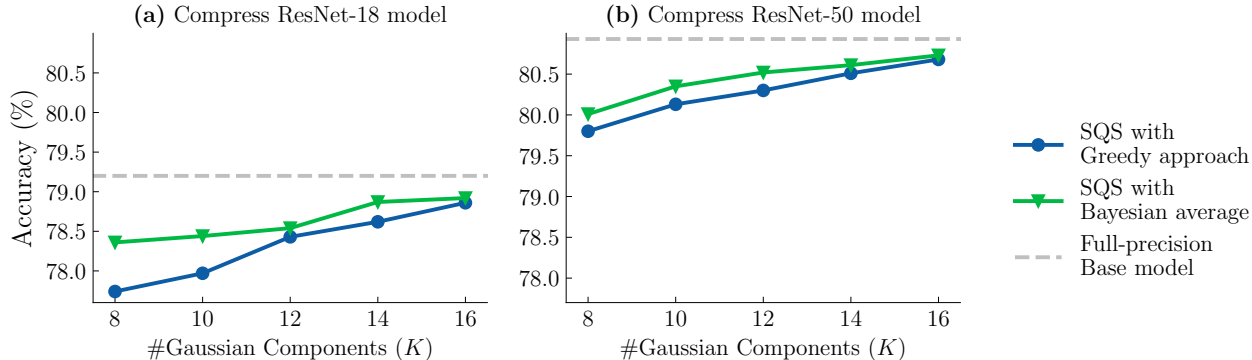 (a) Compress ResNet-18 model
Accuracy (%)
80.5
80.0
79.5
79.0
78.5
78.0
8
10
12
14
16
#Gaussian Components (K)
(b) Compress ResNet-50 model
80.5
80.0
79.5
79.0
78.5
78.0
8
10
12
14
16
#Gaussian Components (K)
SQS with
Greedy approach
SQS with
Bayesian average
Full-precision
Base model